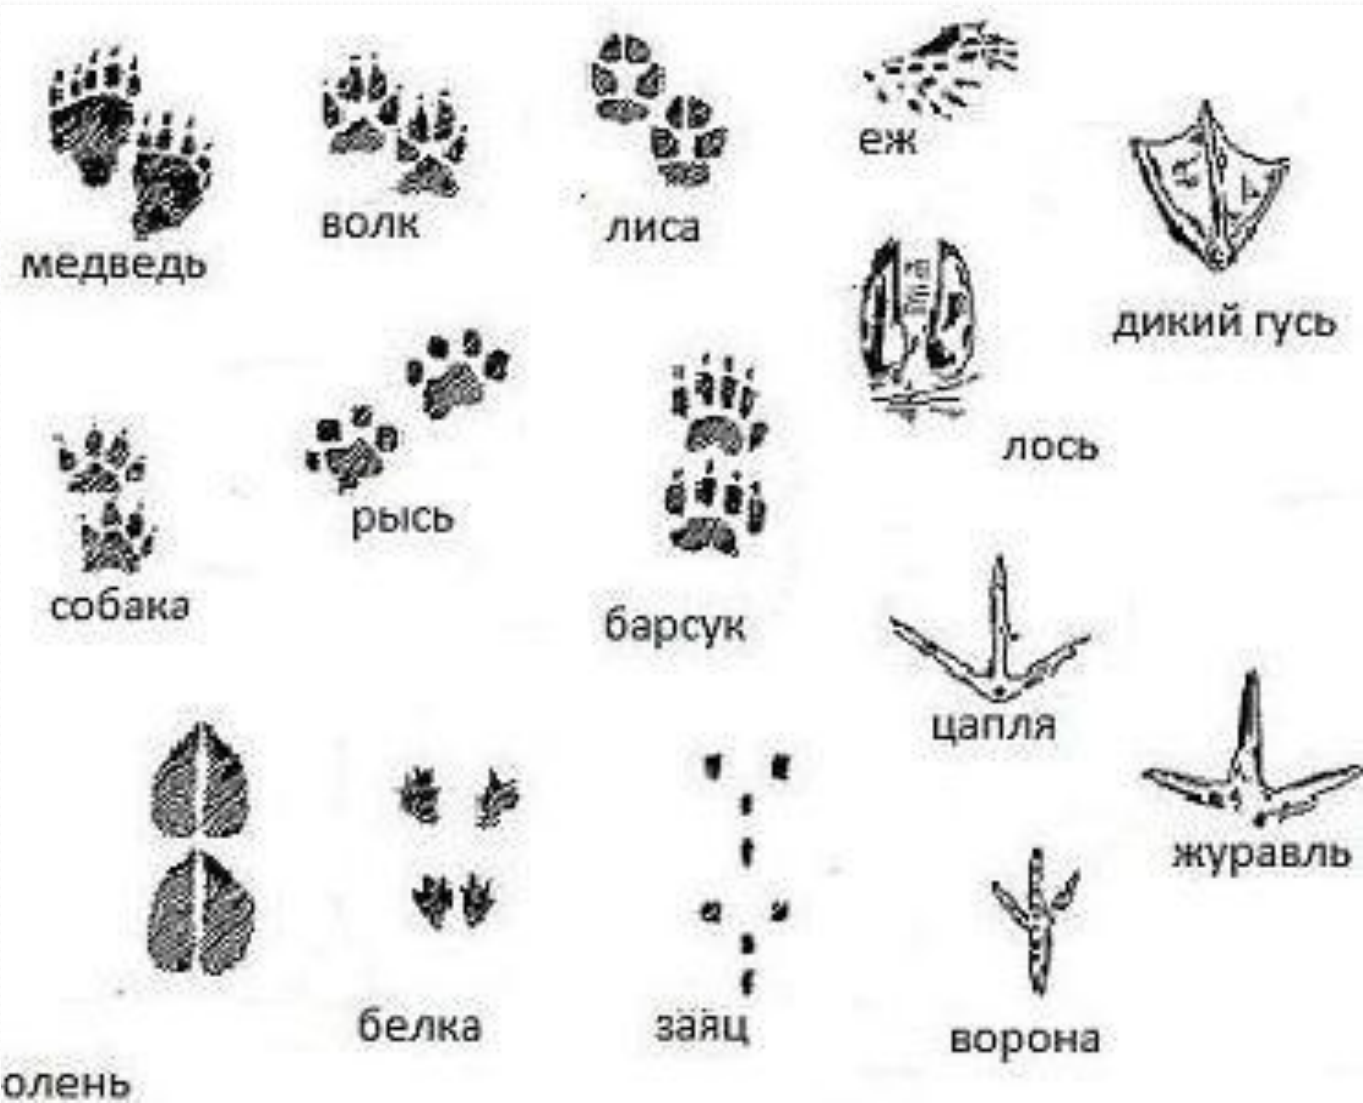 еж
волк
лиса
медведь
дикий гусь
лось
рысь
собака
барсук
цапля
журавль
белка
заяц
ворона
олень